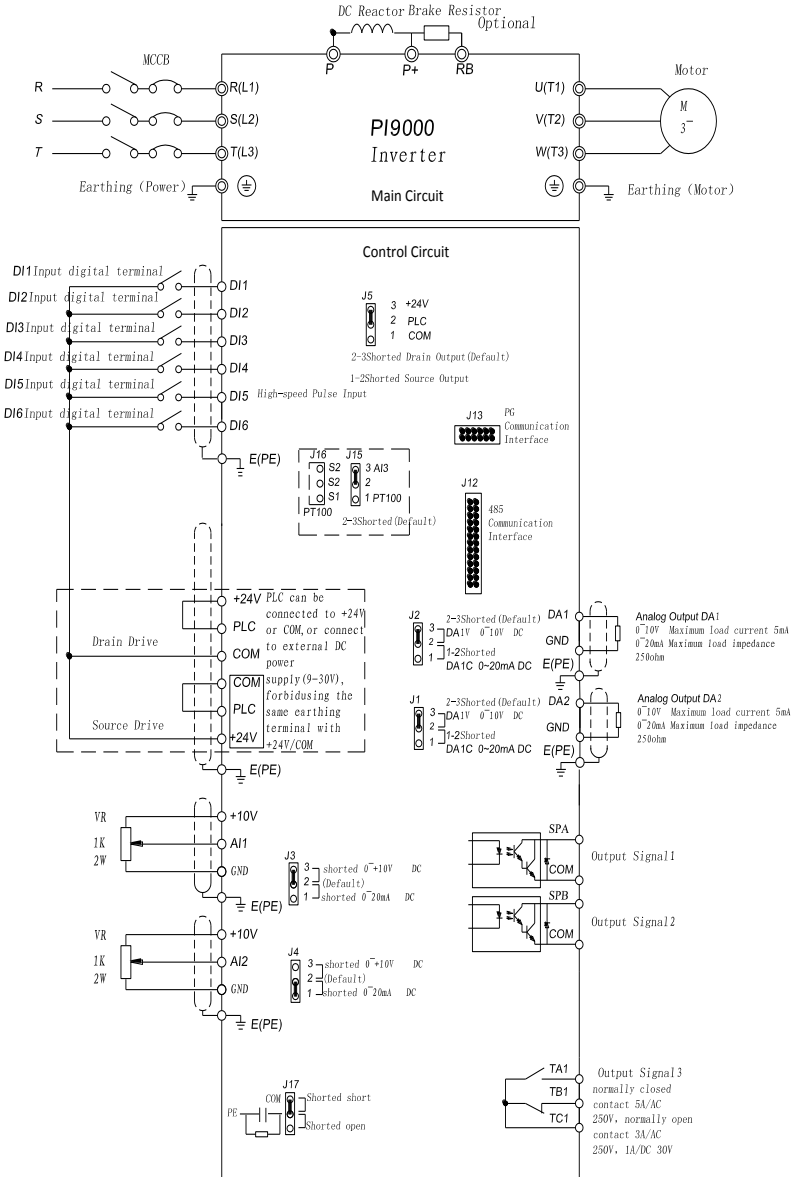 DC Reactor Brake Resistor
Optional
MCCB
P
P+
RB
Motor
R
R(L1)
U(T1)
M
3~
S
S(L2)
V(T2)
PI9000
Inverter
T
T(L3)
W(T3)
Earthing (Power)
Main Circuit
Earthing (Motor)
Control Circuit
DI1 Input digital terminal
DI1
DI2 Input digital terminal
DI2
DI3 Input digital terminal
DI3
DI4 Input digital terminal
DI4
DI5 Input digital terminal
DI5
High-speed Pulse Input
DI6 Input digital terminal
DI6
E(PE)
J5
3 +24V
2 PLC
1 COM
2-3Shorted Drain Output(Default)
1-2Shorted Source Output
J13
PG
Communication
Interface
J16
J15
S2
3 AI3
S2
2
S1
1 PT100
PT100
2-3Shorted(Default)
J12
485
Communication
Interface
+24V
PLC
COM
Drain Drive
COM
PLC
+24V
Source Drive
PLC can be
connected to +24V
or COM,or connect
to external DC
power
supply(9-30V),
forbidusing the
same earthing
terminal with
+24V/COM
E(PE)
J2
3
2
1
2-3Shorted(Default)
DA1V 0~10V DC
1-2Shorted
DA1C 0~20mA DC
DA1
GND
E(PE)
Analog Output DA1
0~10V Maximum load current 5mA
0~20mA Maximum load impedance
250ohm
J1
3
2
1
2-3Shorted(Default)
DA1V 0~10V DC
1-2Shorted
DA1C 0~20mA DC
DA2
GND
E(PE)
Analog Output DA2
0~10V Maximum load current 5mA
0~20mA Maximum load impedance
250ohm
VR
1K
2W
+10V
AI1
GND
E(PE)
J3
3 shorted 0~+10V DC
2 (Default)
1 shorted 0~20mA DC
SPA
COM
Output Signal1
SPB
COM
Output Signal2
VR
1K
2W
+10V
AI2
GND
E(PE)
J4
3 shorted 0~+10V DC
2 (Default)
1 shorted 0~20mA DC
J17
COM
Shorted short
PE
Shorted open
TA1
TB1
TC1
Output Signal3
normally closed
contact 5A/AC
250V, normally open
contact 3A/AC
250V, 1A/DC 30V